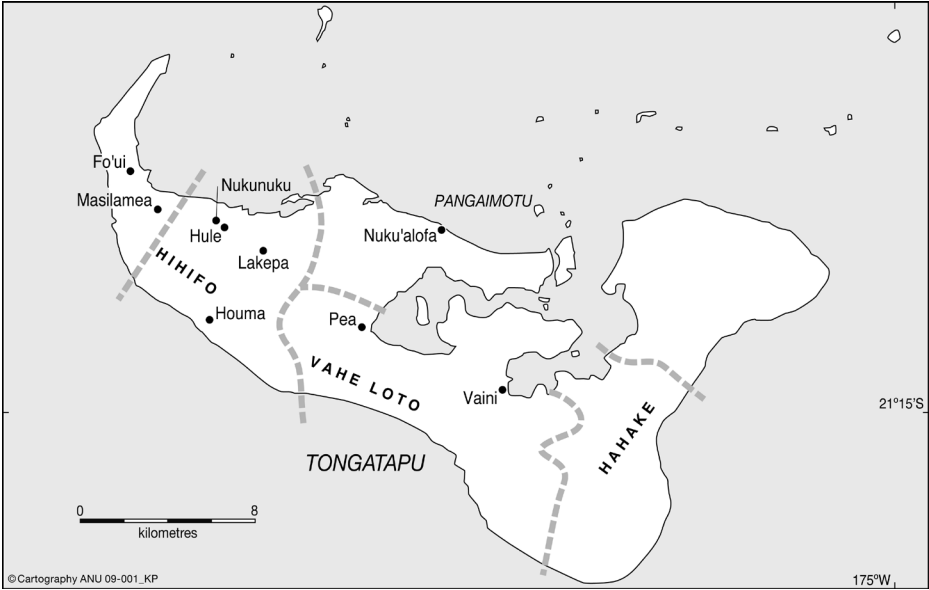 Fo'ui
Nukunuku
Masilamea
PANGAIMOTU
Hule
Nuku'alofa
Lakepa
HIHIFO
Houma
Pea
VAHE LOTO
Vaini
21°15'S
HAHAKE
TONGATAPU
0 8
kilometres
©Cartography ANU 09-001_KP
175°W